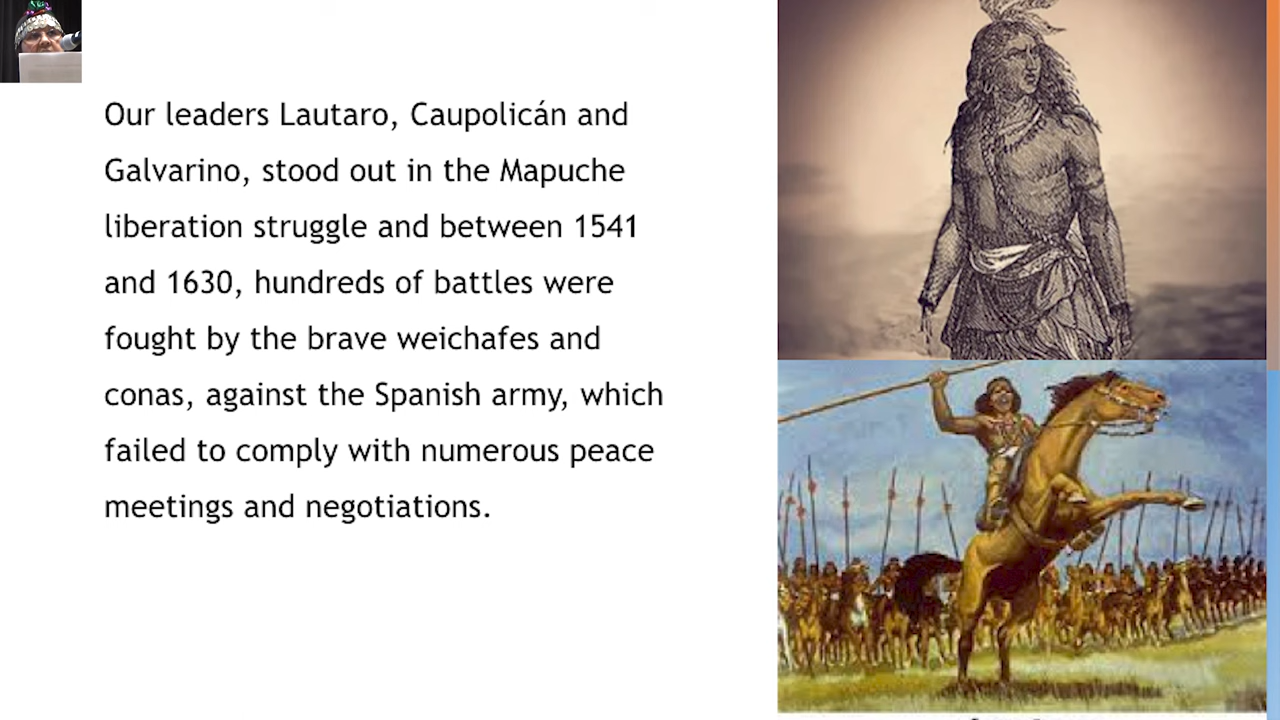 Our leaders Lautaro, Caupolicán and
Galvarino, stood out in the Mapuche
liberation struggle and between 1541
and 1630, hundreds of battles were
fought by the brave weichafes and
conas, against the Spanish army, which
failed to comply with numerous peace
meetings and negotiations.